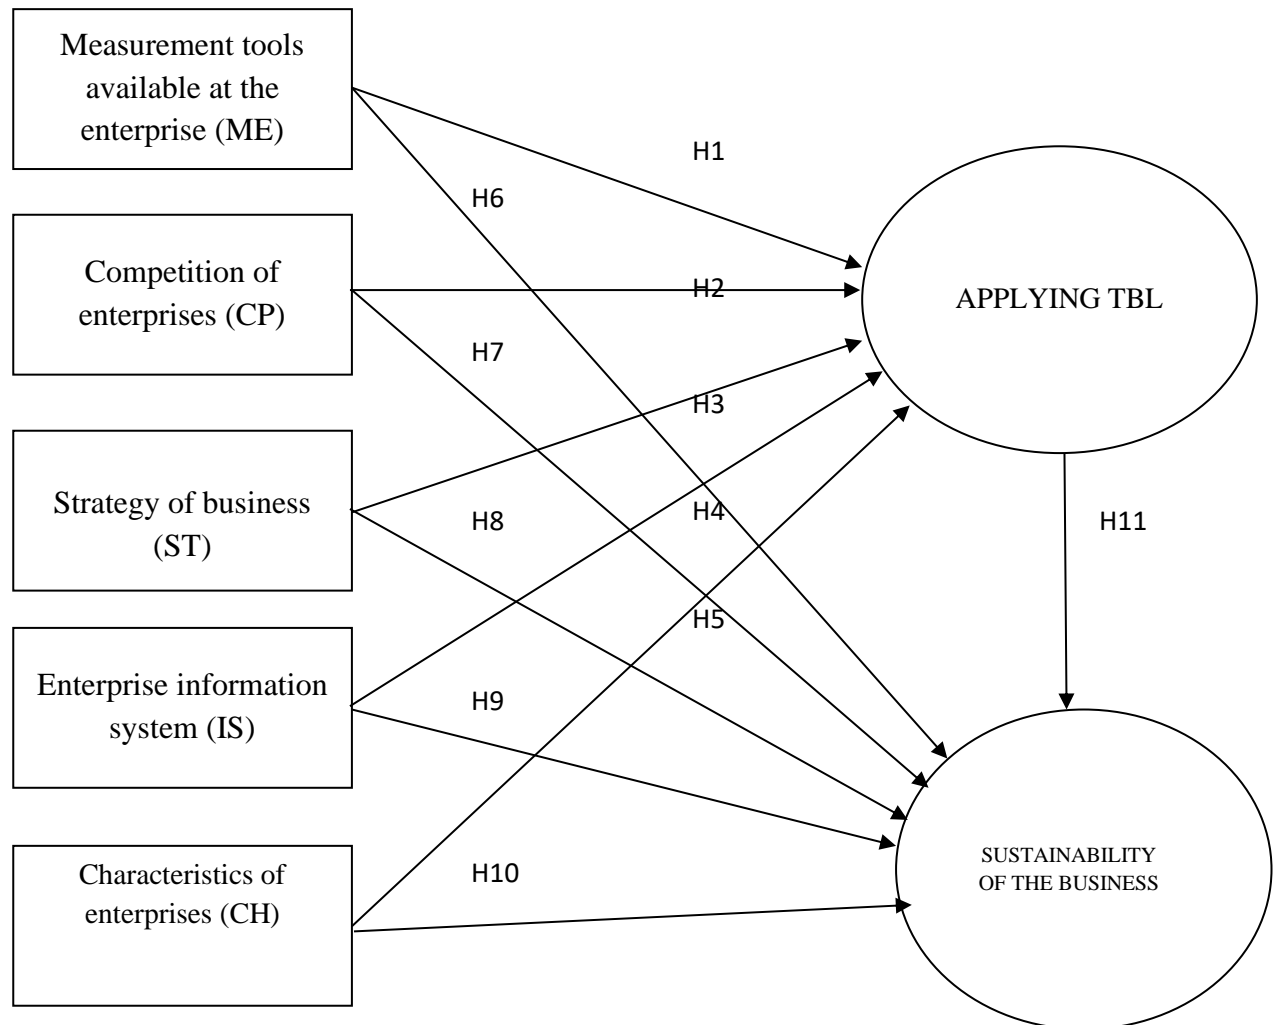 Measurement tools
available at the
enterprise (ME)
H1
H6
Competition of
enterprises (CP)
H2
APPLYING TBL
H7
H3
Strategy of business
(ST)
H8
H4
H11
H5
Enterprise information
system (IS)
H9
Characteristics of
enterprises (CH)
H10
SUSTAINABILITY
OF THE BUSINESS